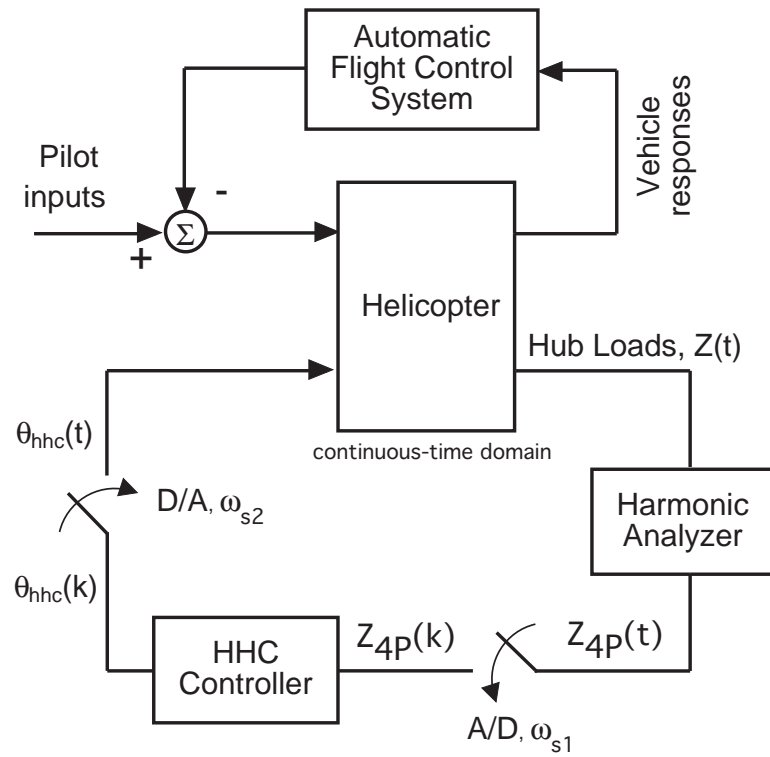 Automatic
Flight Control
System
Pilot
inputs
-
Σ
+
Vehicle
responses
Helicopter
Hub Loads, Z(t)
continuous-time domain
θhhc(t)
D/A, ωs2
Harmonic
Analyzer
θhhc(k)
HHC
Controller
Z4P(k)
Z4P(t)
A/D, ωs1